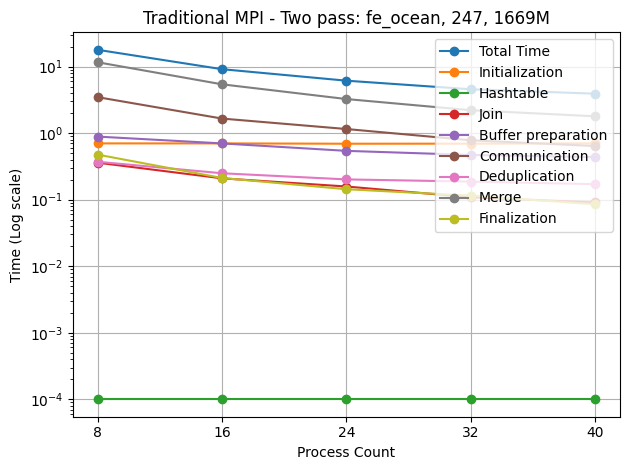 Traditional MPI - Two pass: fe_ocean, 247, 1669M
Total Time
Initialization
Hashtable
Join
Buffer preparation
Communication
Deduplication
Merge
Finalization
Time (Log scale)
10¹
10⁰
10⁻¹
10⁻²
10⁻³
10⁻⁴
8 16 24 32 40
Process Count